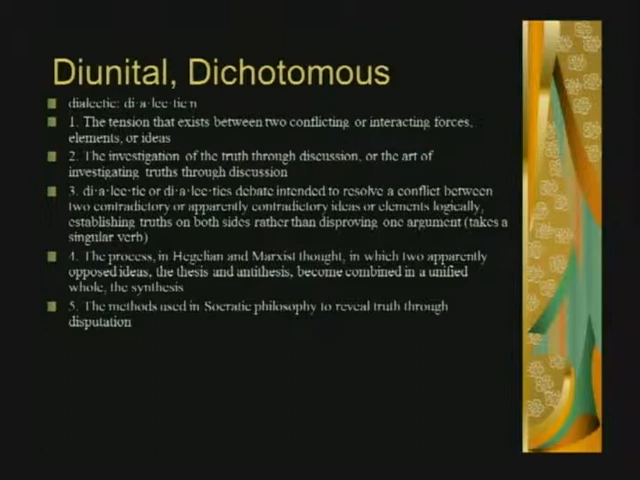 Diunital, Dichotomous
dialectic: di·a·lec·tic n
1. The tension that exists between two conflicting or interacting forces,
elements, or ideas
2. The investigation of the truth through discussion, or the art of
investigating truths through discussion
3. di·a·lec·tic or di·a·lec·tics debate intended to resolve a conflict between
two contradictory or apparently contradictory ideas or elements logically,
establishing truths on both sides rather than disproving one argument (takes a
singular verb)
4. The process, in Hegelian and Marxist thought, in which two apparently
opposed ideas, the thesis and antithesis, become combined in a unified
whole, the synthesis
5. The methods used in Socratic philosophy to reveal truth through
disputation